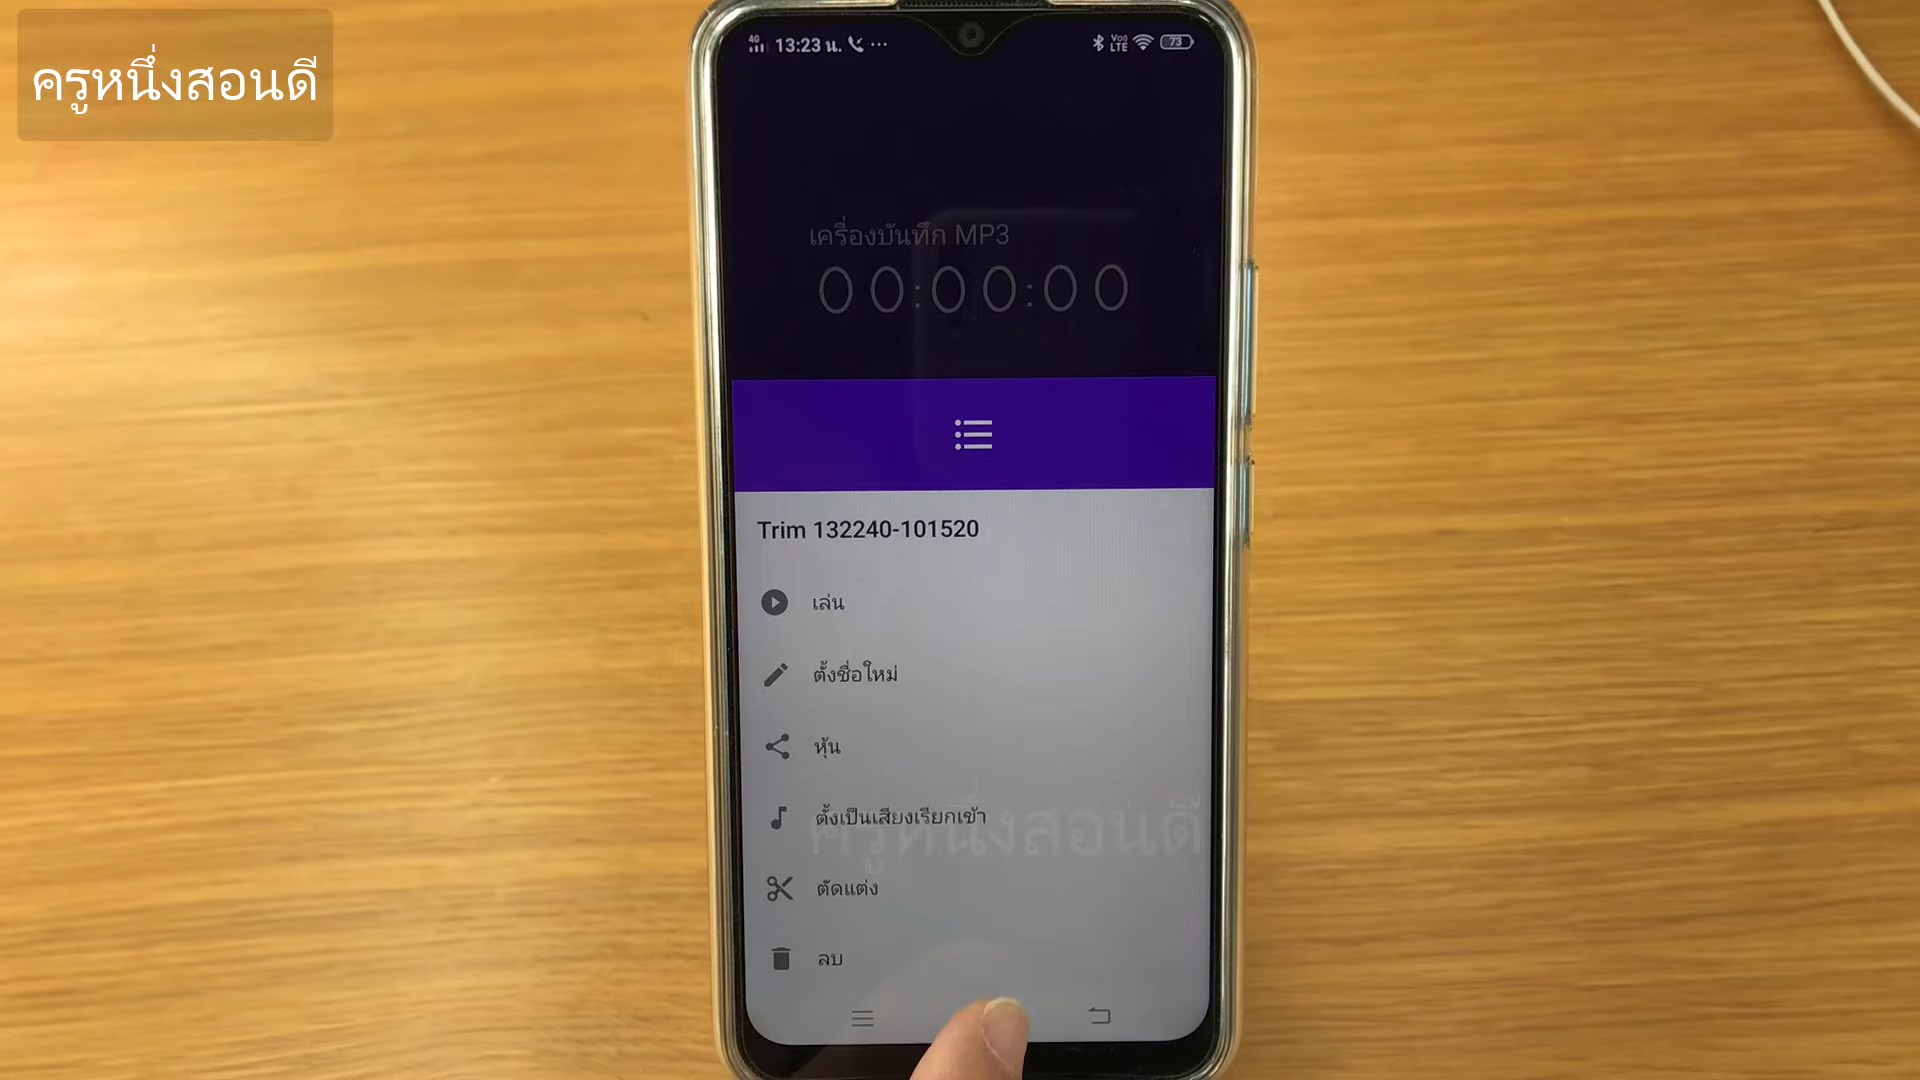 ครูหนึ่งสอนดี
4G 13:23 น. ... Vo) LTE 73
เครื่องบันทึก MP3
00:00:00
Trim 132240-101520
เล่น
ตั้งชื่อใหม่
หุ้น
ตั้งเป็นเสียงเรียกเข้า
ครูหนึ่งสอนดี
ตัดแต่ง
ลบ